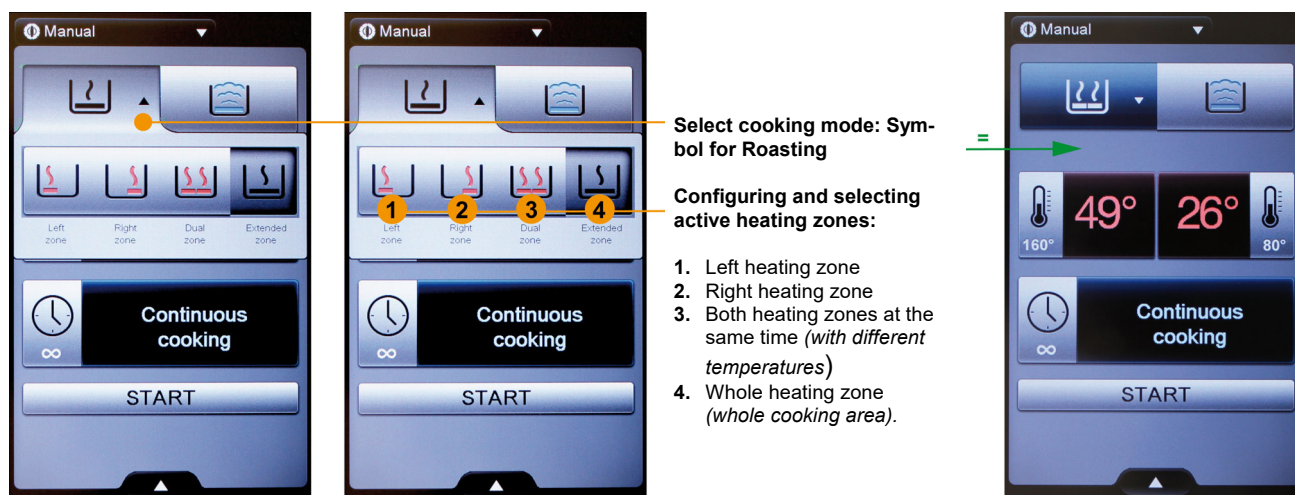 Manual
Left zone
Right zone
Dual zone
Extended zone
∞
Continuous
cooking
START
Manual
1
2
3
4
Left zone
Right zone
Dual zone
Extended zone
∞
Continuous
cooking
START
Select cooking mode: Sym-
bol for Roasting
Configuring and selecting
active heating zones:
1. Left heating zone
2. Right heating zone
3. Both heating zones at the
same time (with different
temperatures)
4. Whole heating zone
(whole cooking area).
=
Manual
160°
49°
26°
80°
∞
Continuous
cooking
START